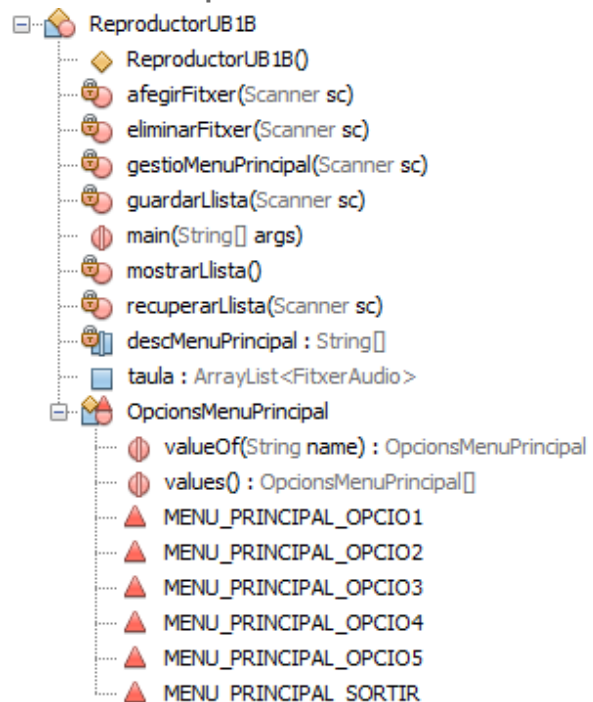 ReproductorUB1B
ReproductorUB1B()
afegirFitxer(Scanner sc)
eliminarFitxer(Scanner sc)
gestioMenuPrincipal(Scanner sc)
guardarLlista(Scanner sc)
main(String[] args)
mostrarLlista()
recuperarLlista(Scanner sc)
descMenuPrincipal : String[]
taula : ArrayList<FitxerAudio>
OpcionsMenuPrincipal
valueOf(String name) : OpcionsMenuPrincipal
values() : OpcionsMenuPrincipal[]
MENU_PRINCIPAL_OPCIO1
MENU_PRINCIPAL_OPCIO2
MENU_PRINCIPAL_OPCIO3
MENU_PRINCIPAL_OPCIO4
MENU_PRINCIPAL_OPCIO5
MENU_PRINCIPAL_SORTIR